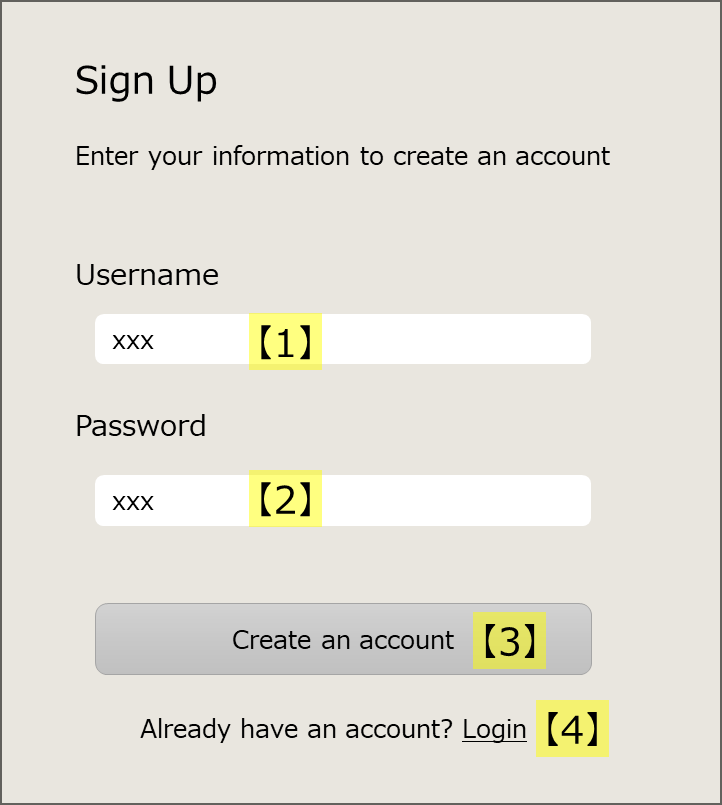 Sign Up
Enter your information to create an account
Username
xxx 【1】
Password
xxx 【2】
Create an account 【3】
Already have an account? Login 【4】